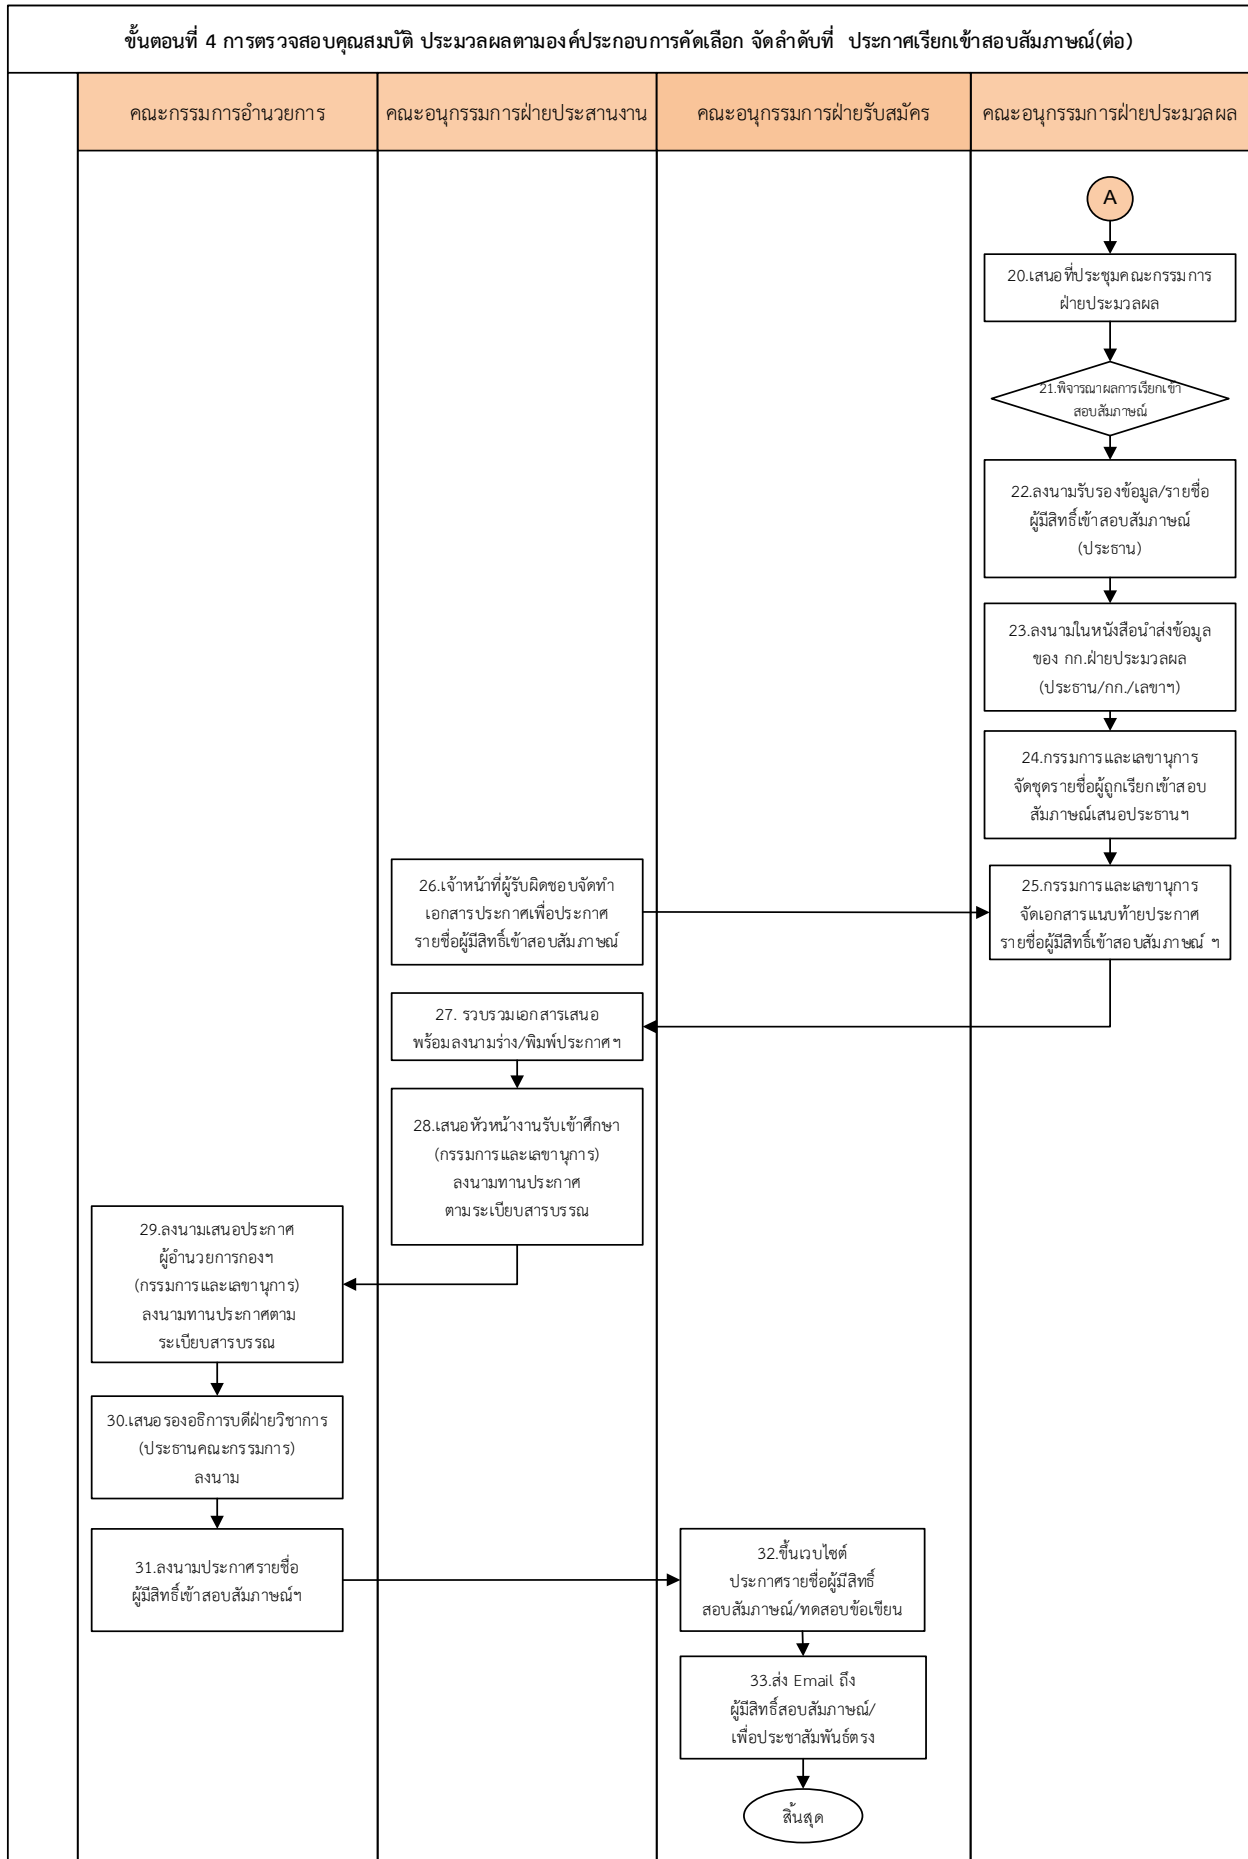 ขั้นตอนที่ 4 การตรวจสอบคุณสมบัติ ประมวลผลตามองค์ประกอบการคัดเลือก จัดลำดับที่ ประกาศเรียกเข้าสอบสัมภาษณ์(ต่อ)
คณะกรรมการอำนวยการ
คณะอนุกรรมการฝ่ายประสานงาน
คณะอนุกรรมการฝ่ายรับสมัคร
คณะอนุกรรมการฝ่ายประมวลผล
A
20.เสนอที่ประชุมคณะกรรมการ
ฝ่ายประมวลผล
21.พิจารณาผลการเรียกเข้า
สอบสัมภาษณ์
22.ลงนามรับรองข้อมูล/รายชื่อ
ผู้มีสิทธิ์เข้าสอบสัมภาษณ์
(ประธาน)
23.ลงนามในหนังสือนำส่งข้อมูล
ของ กก.ฝ่ายประมวลผล
(ประธาน/กก./เลขาฯ)
24.กรรมการและเลขานุการ
จัดชุดรายชื่อผู้ถูกเรียกเข้าสอบ
สัมภาษณ์เสนอประธานฯ
26.เจ้าหน้าที่ผู้รับผิดชอบจัดทำ
เอกสารประกาศเพื่อประกาศ
รายชื่อผู้มีสิทธิ์เข้าสอบสัมภาษณ์
25.กรรมการและเลขานุการ
จัดเอกสารแนบท้ายประกาศ
รายชื่อผู้มีสิทธิ์เข้าสอบสัมภาษณ์ ฯ
27. รวบรวมเอกสารเสนอ
พร้อมลงนามร่าง/พิมพ์ประกาศฯ
28.เสนอหัวหน้างานรับเข้าศึกษา
(กรรมการและเลขานุการ)
ลงนามทานประกาศ
ตามระเบียบสารบรรณ
29.ลงนามเสนอประกาศ
ผู้อำนวยการกองฯ
(กรรมการและเลขานุการ)
ลงนามทานประกาศตาม
ระเบียบสารบรรณ
30.เสนอรองอธิการบดีฝ่ายวิชาการ
(ประธานคณะกรรมการ)
ลงนาม
31.ลงนามประกาศรายชื่อ
ผู้มีสิทธิ์เข้าสอบสัมภาษณ์ฯ
32.ขึ้นเวบไซต์
ประกาศรายชื่อผู้มีสิทธิ์
สอบสัมภาษณ์/ทดสอบข้อเขียน
33.ส่ง Email ถึง
ผู้มีสิทธิ์สอบสัมภาษณ์/
เพื่อประชาสัมพันธ์ตรง
สิ้นสุด